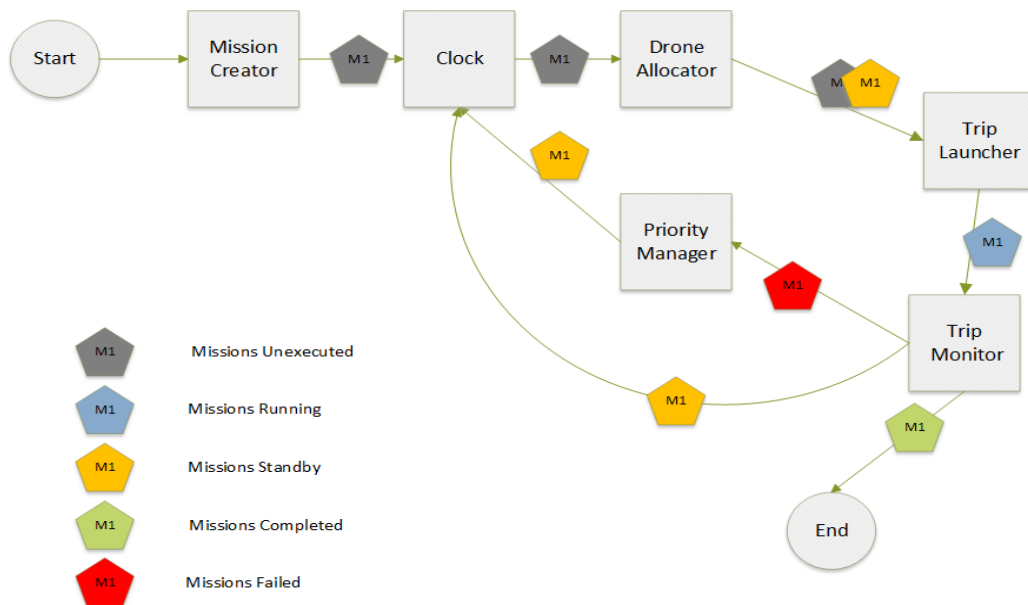 Start
Mission
Creator
M1
Clock
M1
Drone
Allocator
M
M1
Trip
Launcher
M1
Priority
Manager
M1
M1
Trip
Monitor
M1
M1
End
M1
Missions Unexecuted
M1
Missions Running
M1
Missions Standby
M1
Missions Completed
M1
Missions Failed